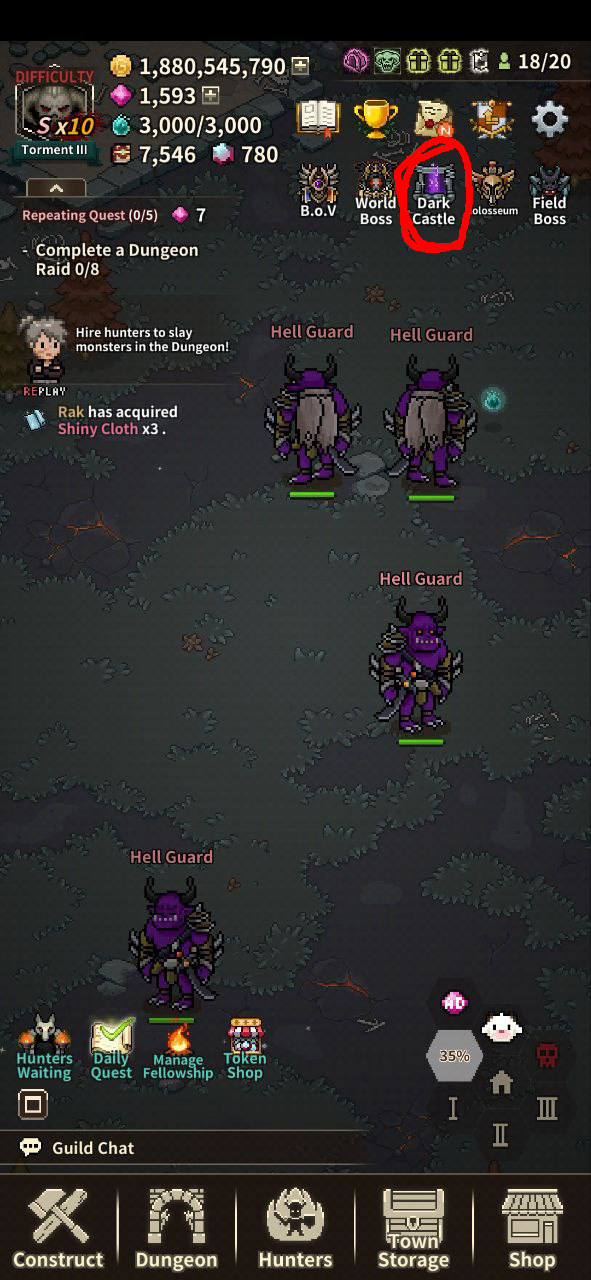 DIFFICULTY
S x10
Torment III
1,880,545,790
1,593
3,000/3,000
7,546 780
18/20
N
B.o.V
World
Boss
Dark
Castle
olosseum
Field
Boss
Repeating Quest (0/5) 7
- Complete a Dungeon
Raid 0/8
Hire hunters to slay
monsters in the Dungeon!
REPLAY
Rak has acquired
Shiny Cloth x3 .
Hell Guard
Hell Guard
Hell Guard
Hell Guard
AD
35%
I
II
III
Hunters
Waiting
Daily
Quest
Manage
Fellowship
Token
Shop
Guild Chat
Construct
Dungeon
Hunters
Town
Storage
Shop